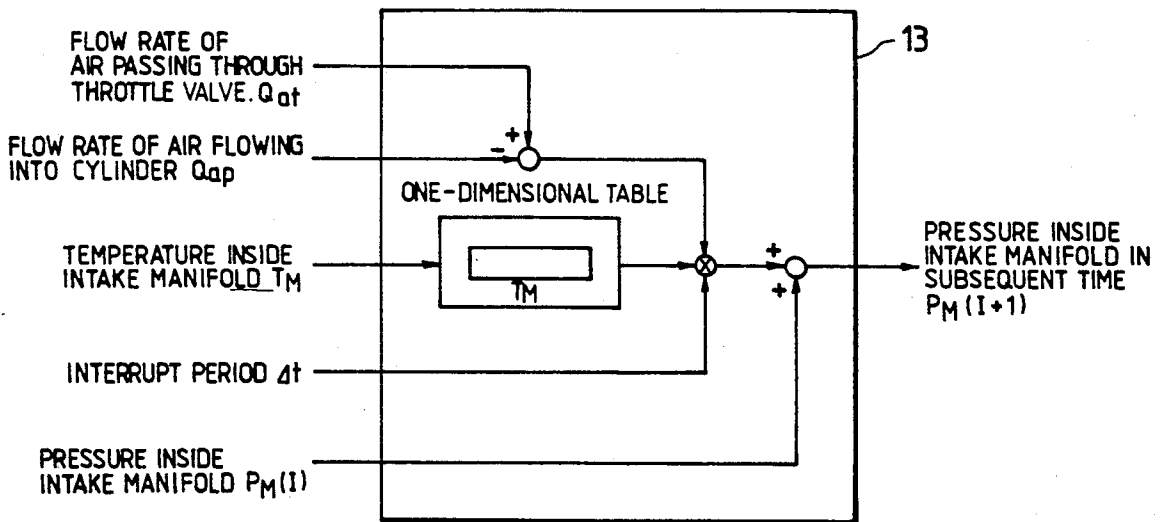 FLOW RATE OF
AIR PASSING THROUGH
THROTTLE VALVE. Qat
13
+
FLOW RATE OF AIR FLOWING
INTO CYLINDER Qap
-
ONE-DIMENSIONAL TABLE
TEMPERATURE INSIDE
INTAKE MANIFOLD TM
TM
+
+
PRESSURE INSIDE
INTAKE MANIFOLD IN
SUBSEQUENT TIME
PM(I+1)
INTERRUPT PERIOD Δt
PRESSURE INSIDE
INTAKE MANIFOLD PM(I)